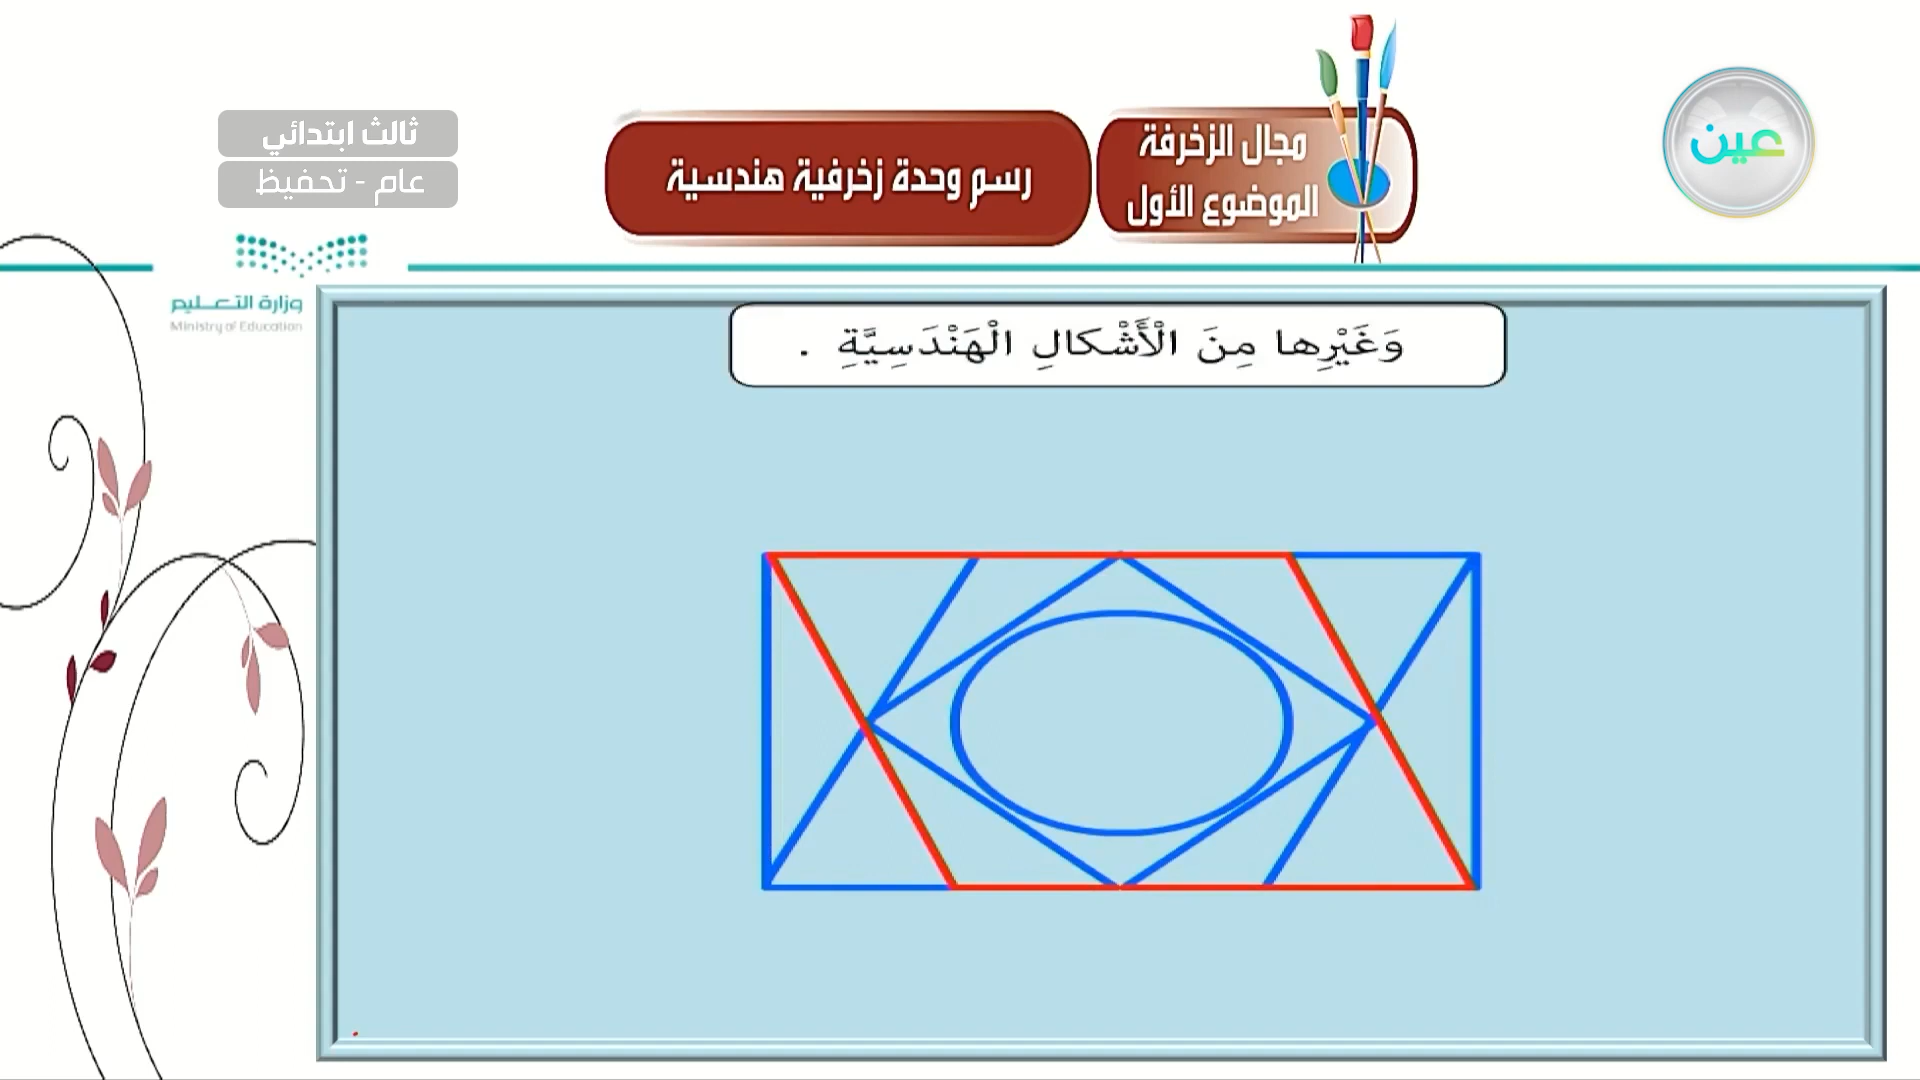 عين
مجال الزخرفة
الموضوع الأول
رسم وحدة زخرفية هندسية
ثالث ابتدائي
عام - تحفيظ
وزارة التعليم
Ministry of Education
وَغَيْرِها مِنَ الْأَشْكالِ الْهَنْدَسِيَّةِ .